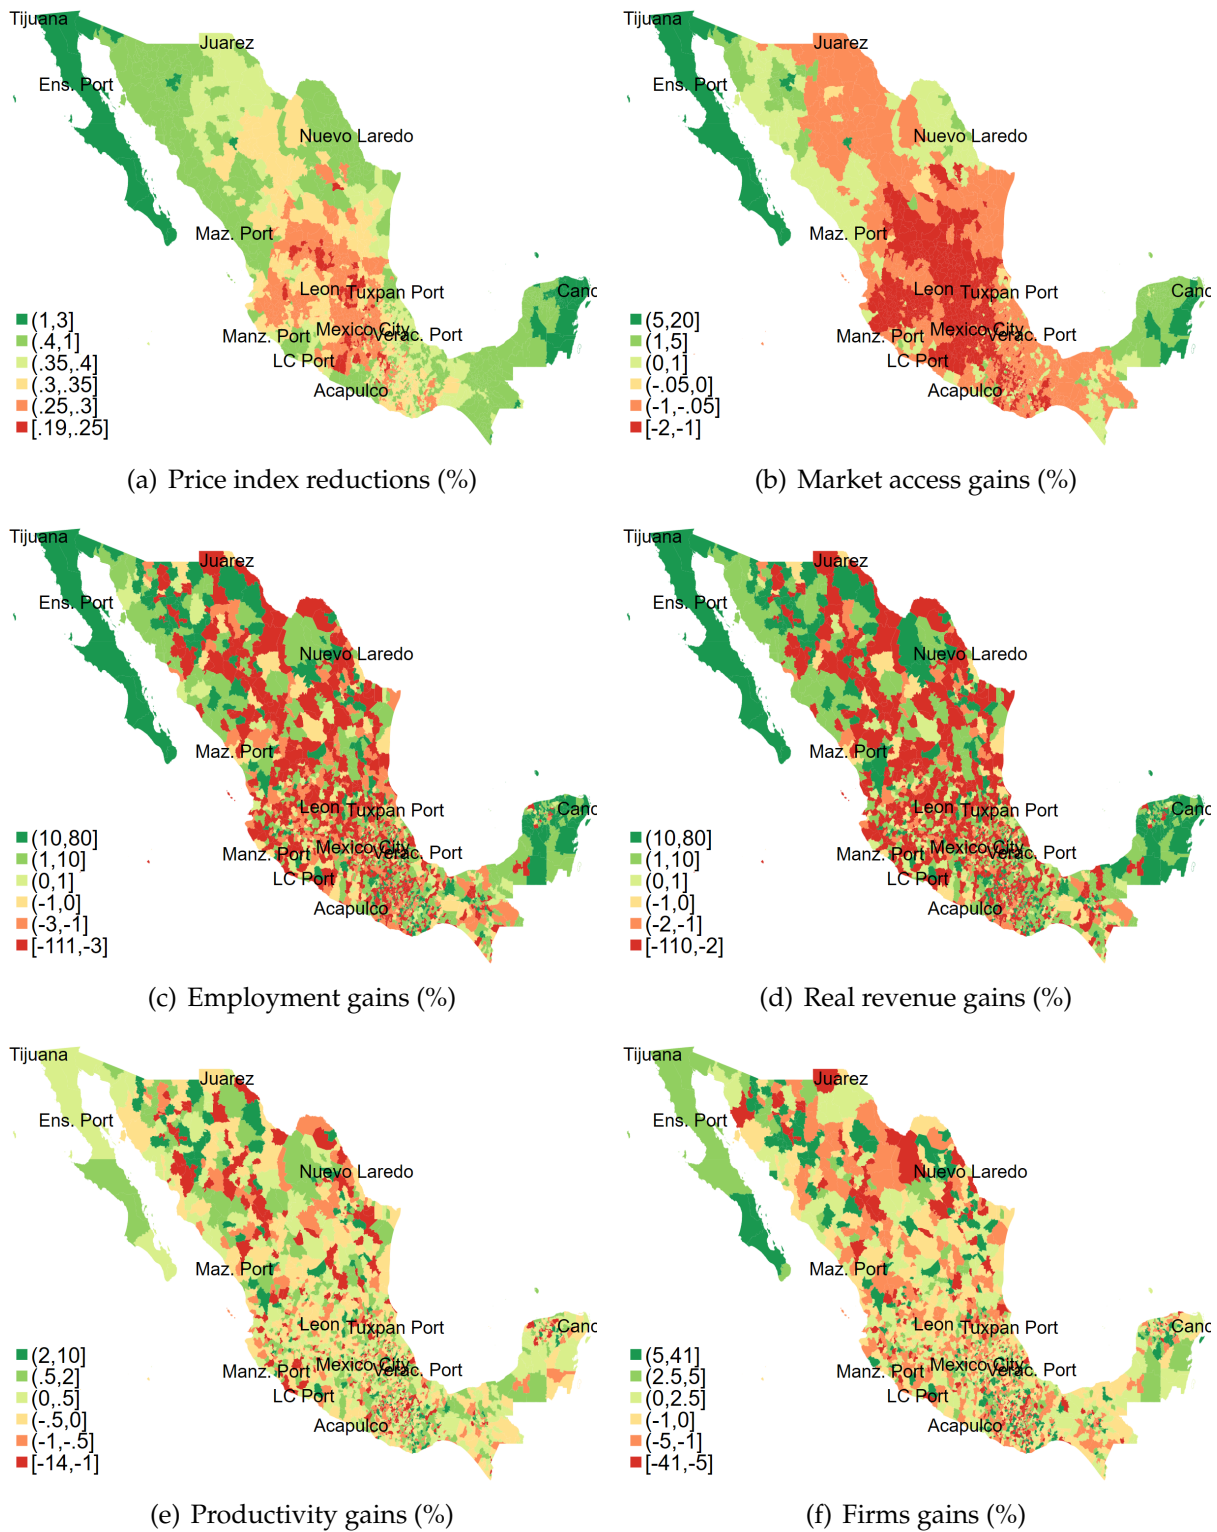 Tijuana
Juarez
Ens. Port
Nuevo Laredo
Maz. Port
Leon
Tuxpan Port
Canc
Mexico City
Manz. Port
Verac. Port
LC Port
Acapulco
(1,3]
(.4,1]
(.35,.4]
(.3,.35]
(.25,.3]
[.19,.25]
(a) Price index reductions (%)
Tijuana
Juarez
Ens. Port
Nuevo Laredo
Maz. Port
Leon
Tuxpan Port
Canc
Mexico City
Manz. Port
Verac. Port
LC Port
Acapulco
(5,20]
(1,5]
(0,1]
(-.05,0]
(-1,-.05]
[-2,-1]
(b) Market access gains (%)
Tijuana
Juarez
Ens. Port
Nuevo Laredo
Maz. Port
Leon
Tuxpan Port
Canc
Mexico City
Manz. Port
Verac. Port
LC Port
Acapulco
(10,80]
(1,10]
(0,1]
(-1,0]
(-3,-1]
[-111,-3]
(c) Employment gains (%)
Tijuana
Juarez
Ens. Port
Nuevo Laredo
Maz. Port
Leon
Tuxpan Port
Canc
Mexico City
Manz. Port
Verac. Port
LC Port
Acapulco
(10,80]
(1,10]
(0,1]
(-1,0]
(-2,-1]
[-110,-2]
(d) Real revenue gains (%)
Tijuana
Juarez
Ens. Port
Nuevo Laredo
Maz. Port
Leon
Tuxpan Port
Canc
Mexico City
Manz. Port
Verac. Port
LC Port
Acapulco
(2,10]
(.5,2]
(0,.5]
(-.5,0]
(-1,-.5]
[-14,-1]
(e) Productivity gains (%)
Tijuana
Juarez
Ens. Port
Nuevo Laredo
Maz. Port
Leon
Tuxpan Port
Canc
Mexico City
Manz. Port
Verac. Port
LC Port
Acapulco
(5,41]
(2.5,5]
(0,2.5]
(-1,0]
(-5,-1]
[-41,-5]
(f) Firms gains (%)